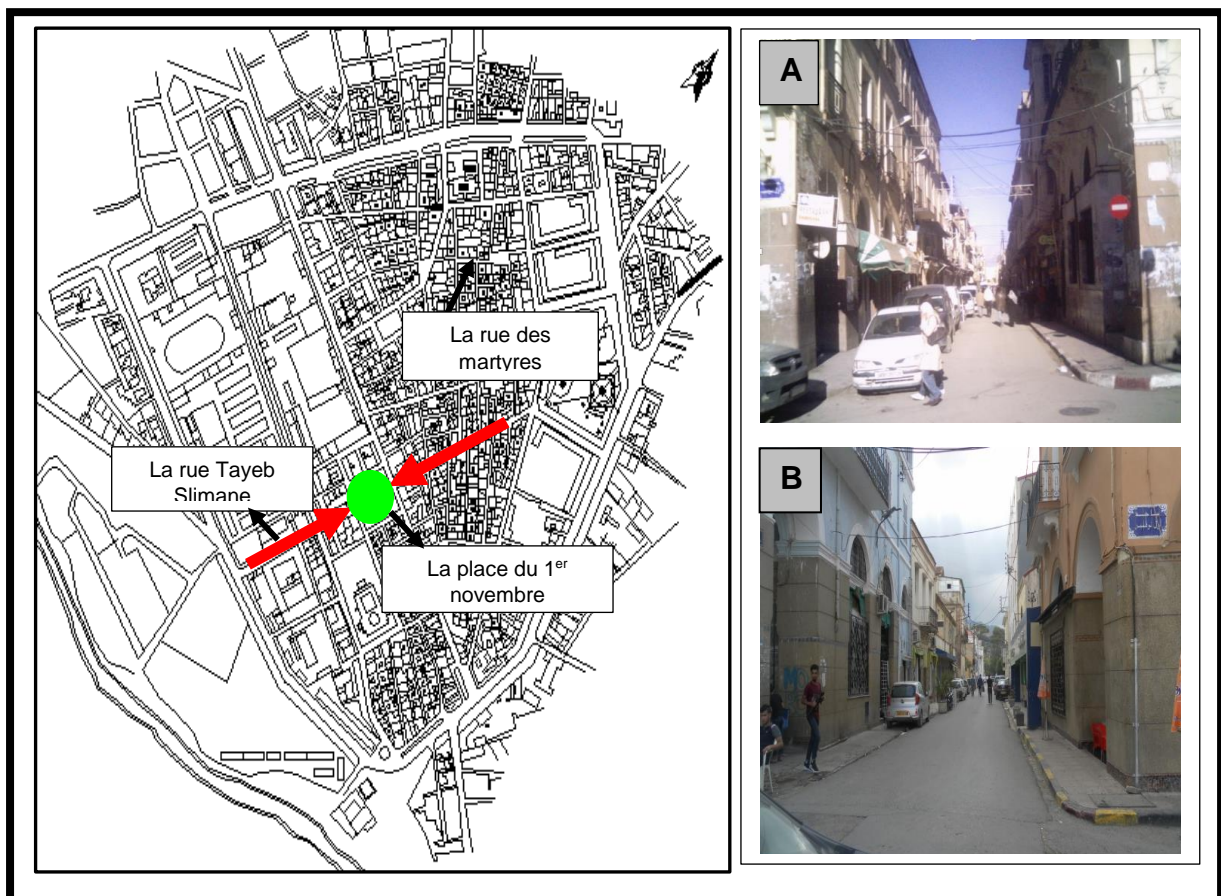 La rue des
martyres
La rue Tayeb
Slimane
La place du 1er
novembre
A
B